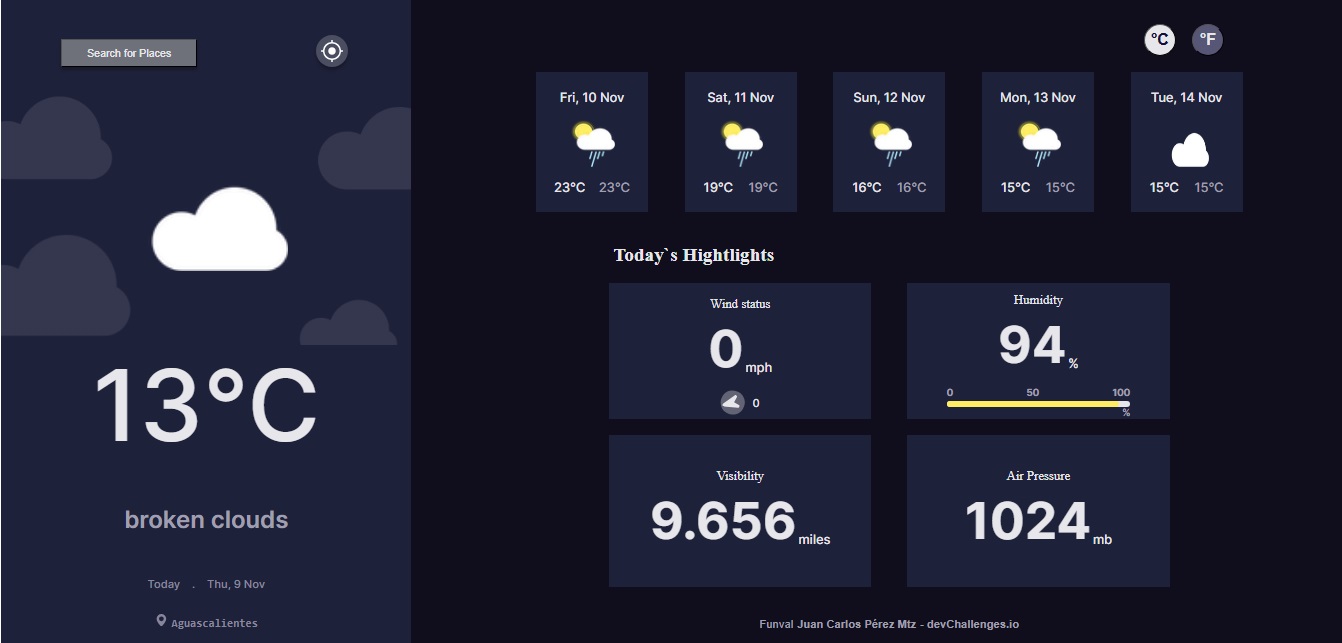 Search for Places
°C °F
Fri, 10 Nov
23°C 23°C
Sat, 11 Nov
19°C 19°C
Sun, 12 Nov
16°C 16°C
Mon, 13 Nov
15°C 15°C
Tue, 14 Nov
15°C 15°C
13°C
broken clouds
Today . Thu, 9 Nov
Aguascalientes
Today`s Hightlights
Wind status
0 mph
0
Humidity
94 %
0 50 100
%
Visibility
9.656 miles
Air Pressure
1024 mb
Funval Juan Carlos Pérez Mtz - devChallenges.io